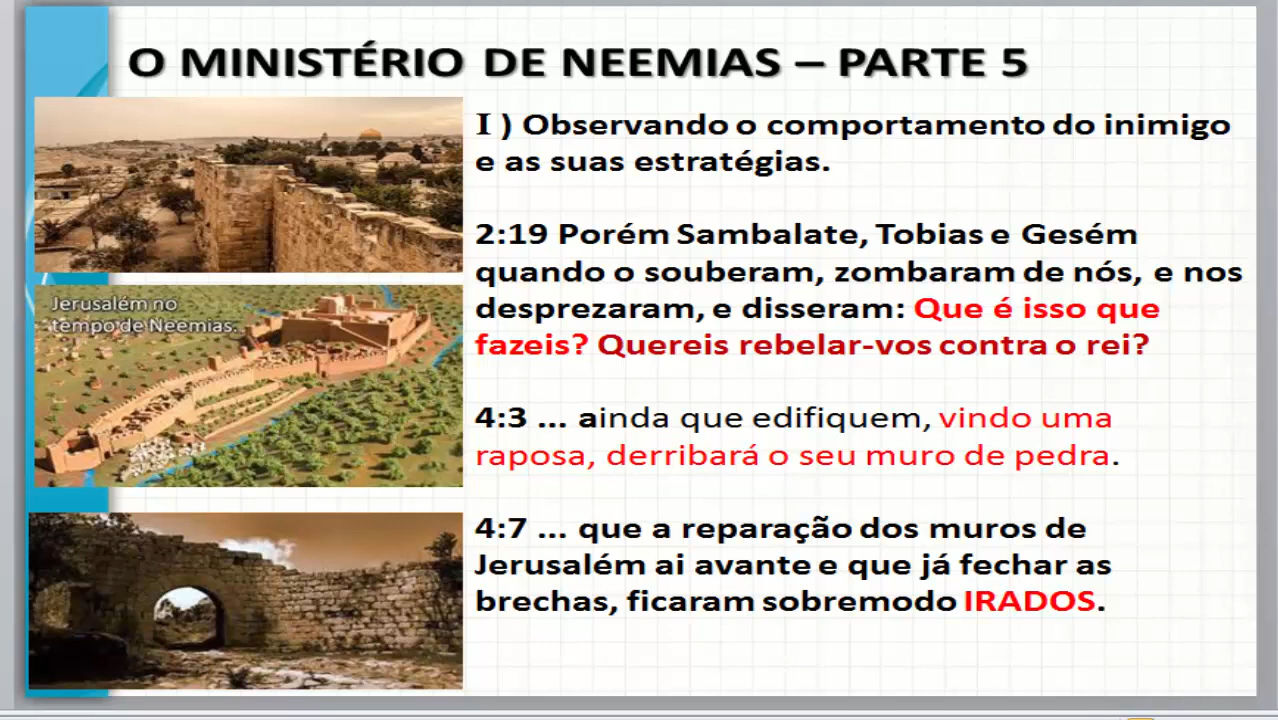 O MINISTÉRIO DE NEEMIAS – PARTE 5
I ) Observando o comportamento do inimigo
e as suas estratégias.
2:19 Porém Sambalate, Tobias e Gesém
quando o souberam, zombaram de nós, e nos
desprezaram, e disseram: Que é isso que
fazeis? Quereis rebelar-vos contra o rei?
4:3 ... ainda que edifiquem, vindo uma
raposa, derribará o seu muro de pedra.
4:7 ... que a reparação dos muros de
Jerusalém ai avante e que já fechar as
brechas, ficaram sobremodo IRADOS.
Jerusalém no
tempo de Neemias.